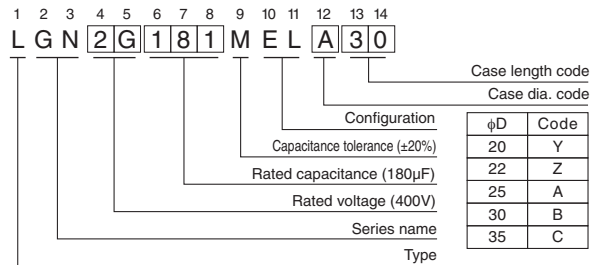 1 2 3 4 5 6 7 8 9 10 11 12 13 14
L G N 2 G 1 8 1 M E L A 3 0
Case length code
Case dia. code
Configuration
Capacitance tolerance (±20%)
Rated capacitance (180µF)
Rated voltage (400V)
Series name
Type
ϕD Code
20 Y
22 Z
25 A
30 B
35 C